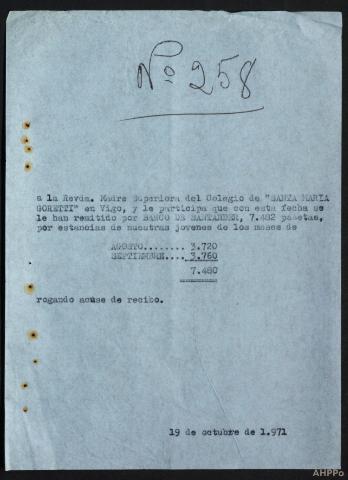 Nº 258
a la Revda. Madre Superiora del Colegio de "SANTA MARIA
GORETTI" en Vigo, y le participa que con esta fecha se
le han remitido por BANCO DE SANTANDER, 7.482 pesetas,
por estancias de nuestras jovenes de los meses de
AGOSTO........ 3.720
SEPTIEMBRE.... 3.760
7.480
rogando acuse de recibo.
19 de octubre de 1.971
AHPPo